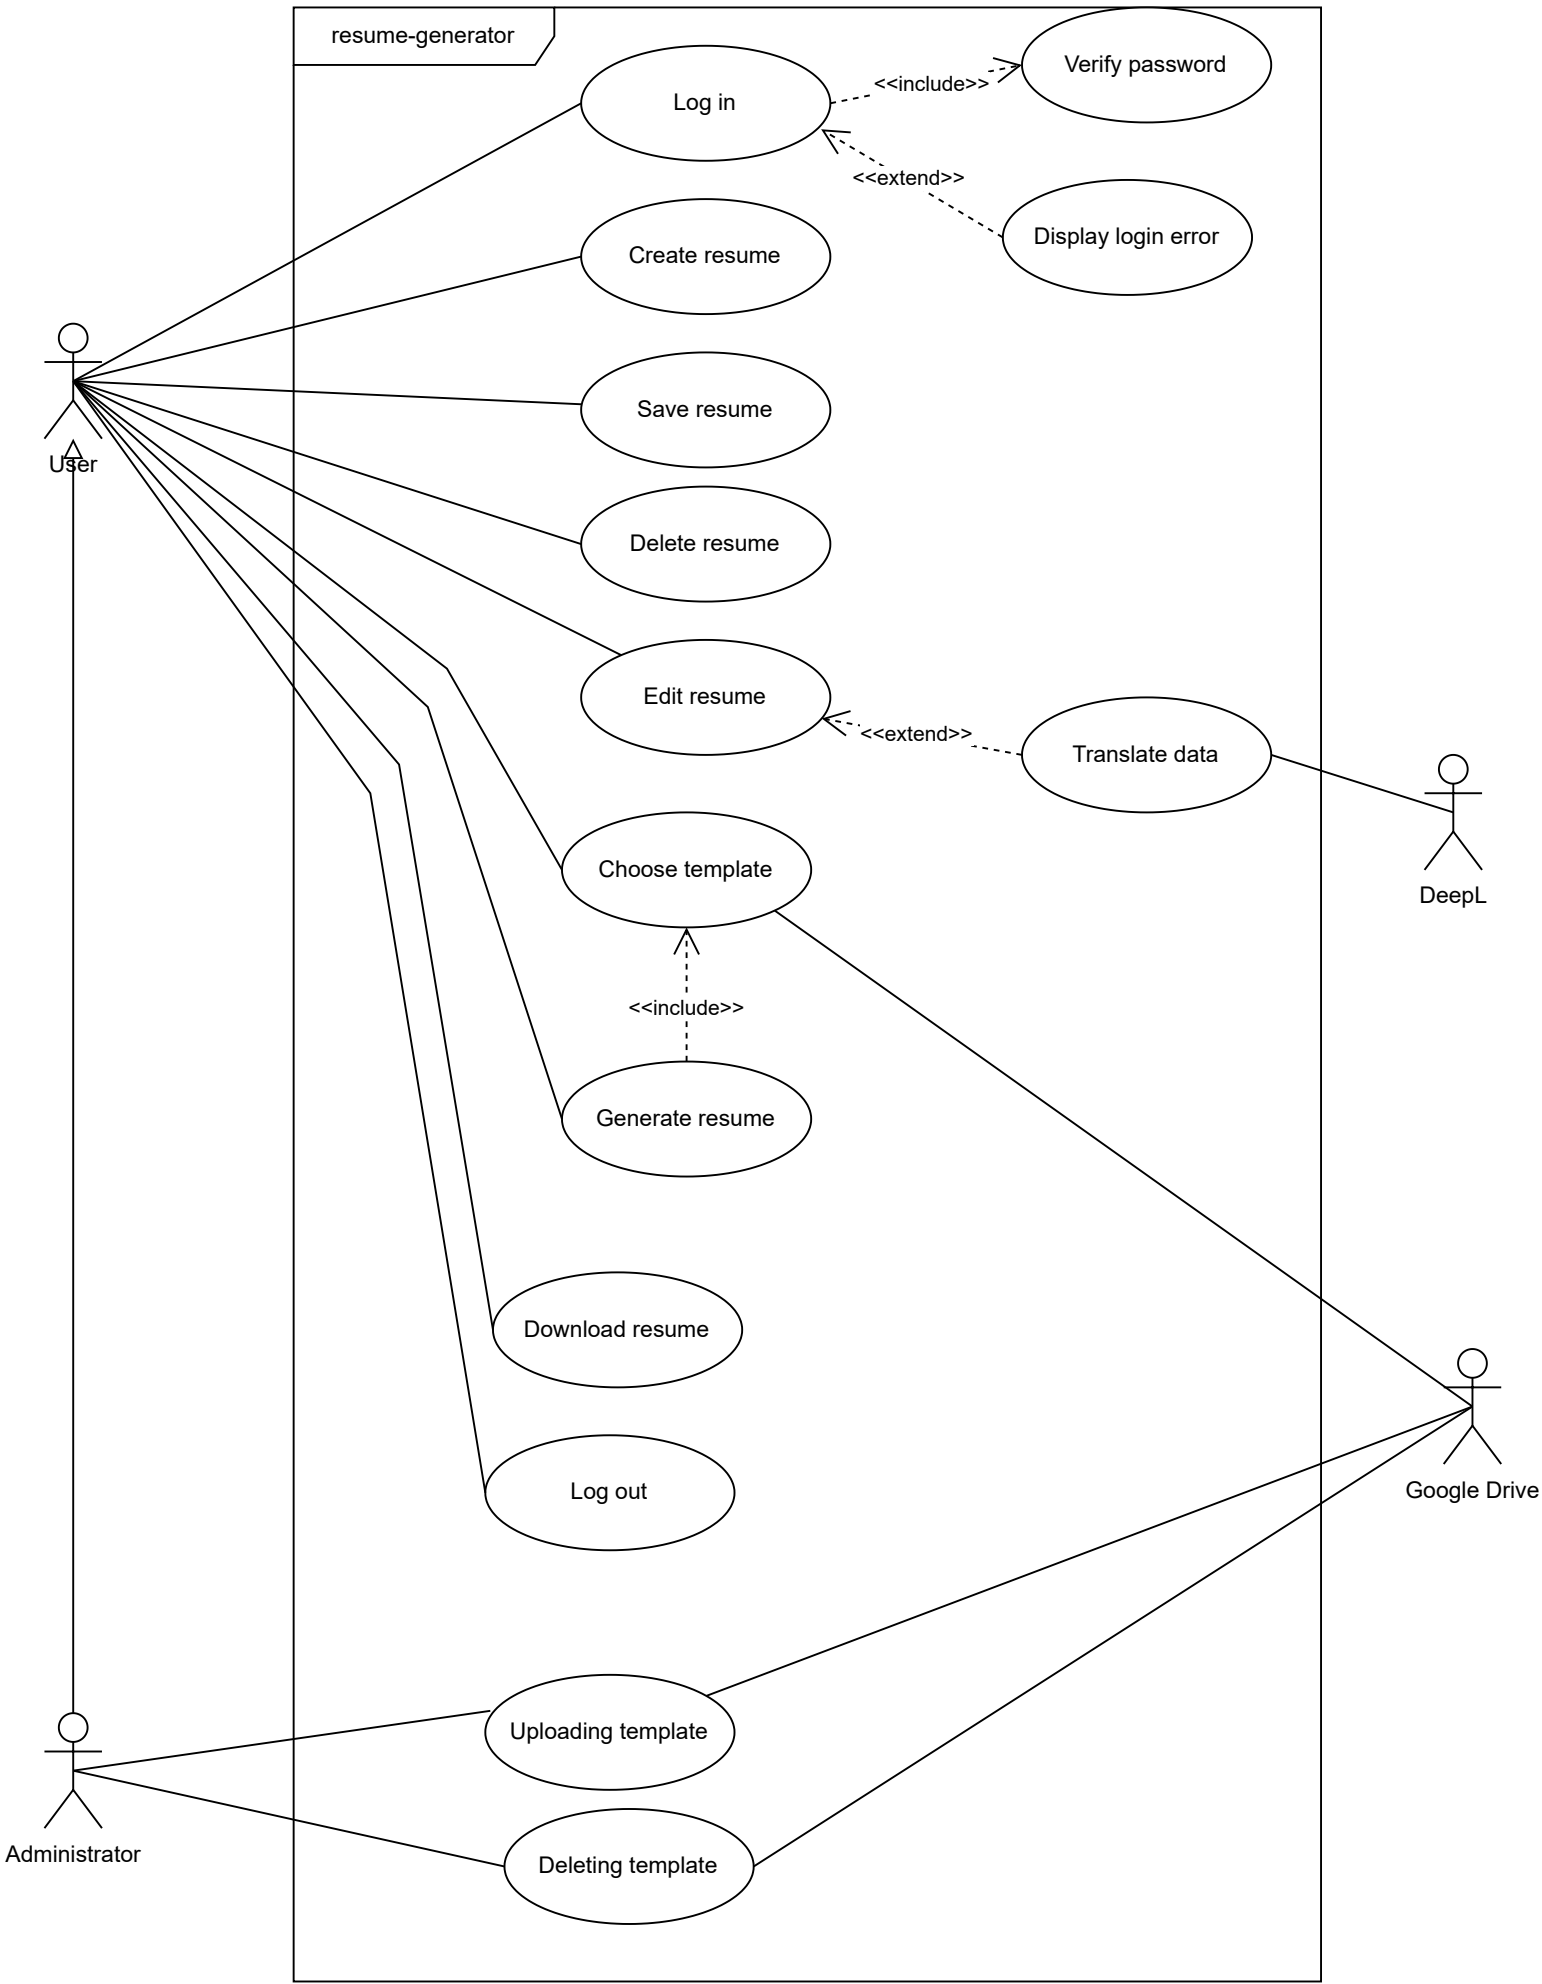 resume-generator
Log in
<<include>>
Verify password
<<extend>>
Display login error
Create resume
User
Save resume
Delete resume
Edit resume
<<extend>>
Translate data
DeepL
Choose template
<<include>>
Generate resume
Download resume
Log out
Google Drive
Uploading template
Administrator
Deleting template